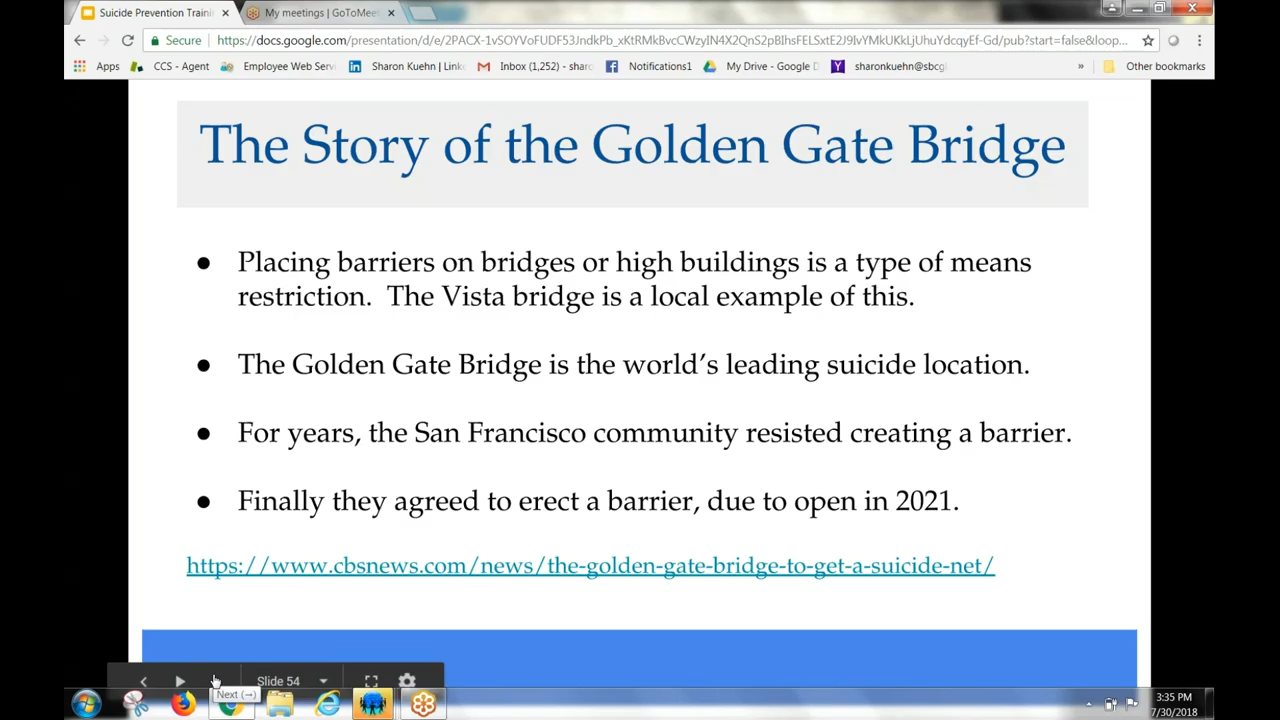 Suicide Prevention Traini
My meetings | GoToMee
Secure
https://docs.google.com/presentation/d/e/2PACX-1vSOYVoFUDF53JndkPb_xKtRMkBvcCWzyIN4X2QnS2pBIhsFELSxtE2J9IvYMkUKkLjUhuYdcqyEf-Gd/pub?start=false&loop...
Apps CCS - Agent Employee Web Servi Sharon Kuehn | Link Inbox (1,252) - shar Notifications1 My Drive - Google D sharonkuehn@sbcgl » Other bookmarks
The Story of the Golden Gate Bridge
● Placing barriers on bridges or high buildings is a type of means
restriction. The Vista bridge is a local example of this.
● The Golden Gate Bridge is the world's leading suicide location.
● For years, the San Francisco community resisted creating a barrier.
● Finally they agreed to erect a barrier, due to open in 2021.
https://www.cbsnews.com/news/the-golden-gate-bridge-to-get-a-suicide-net/
Slide 54
Next (→)
3:35 PM
7/30/2018